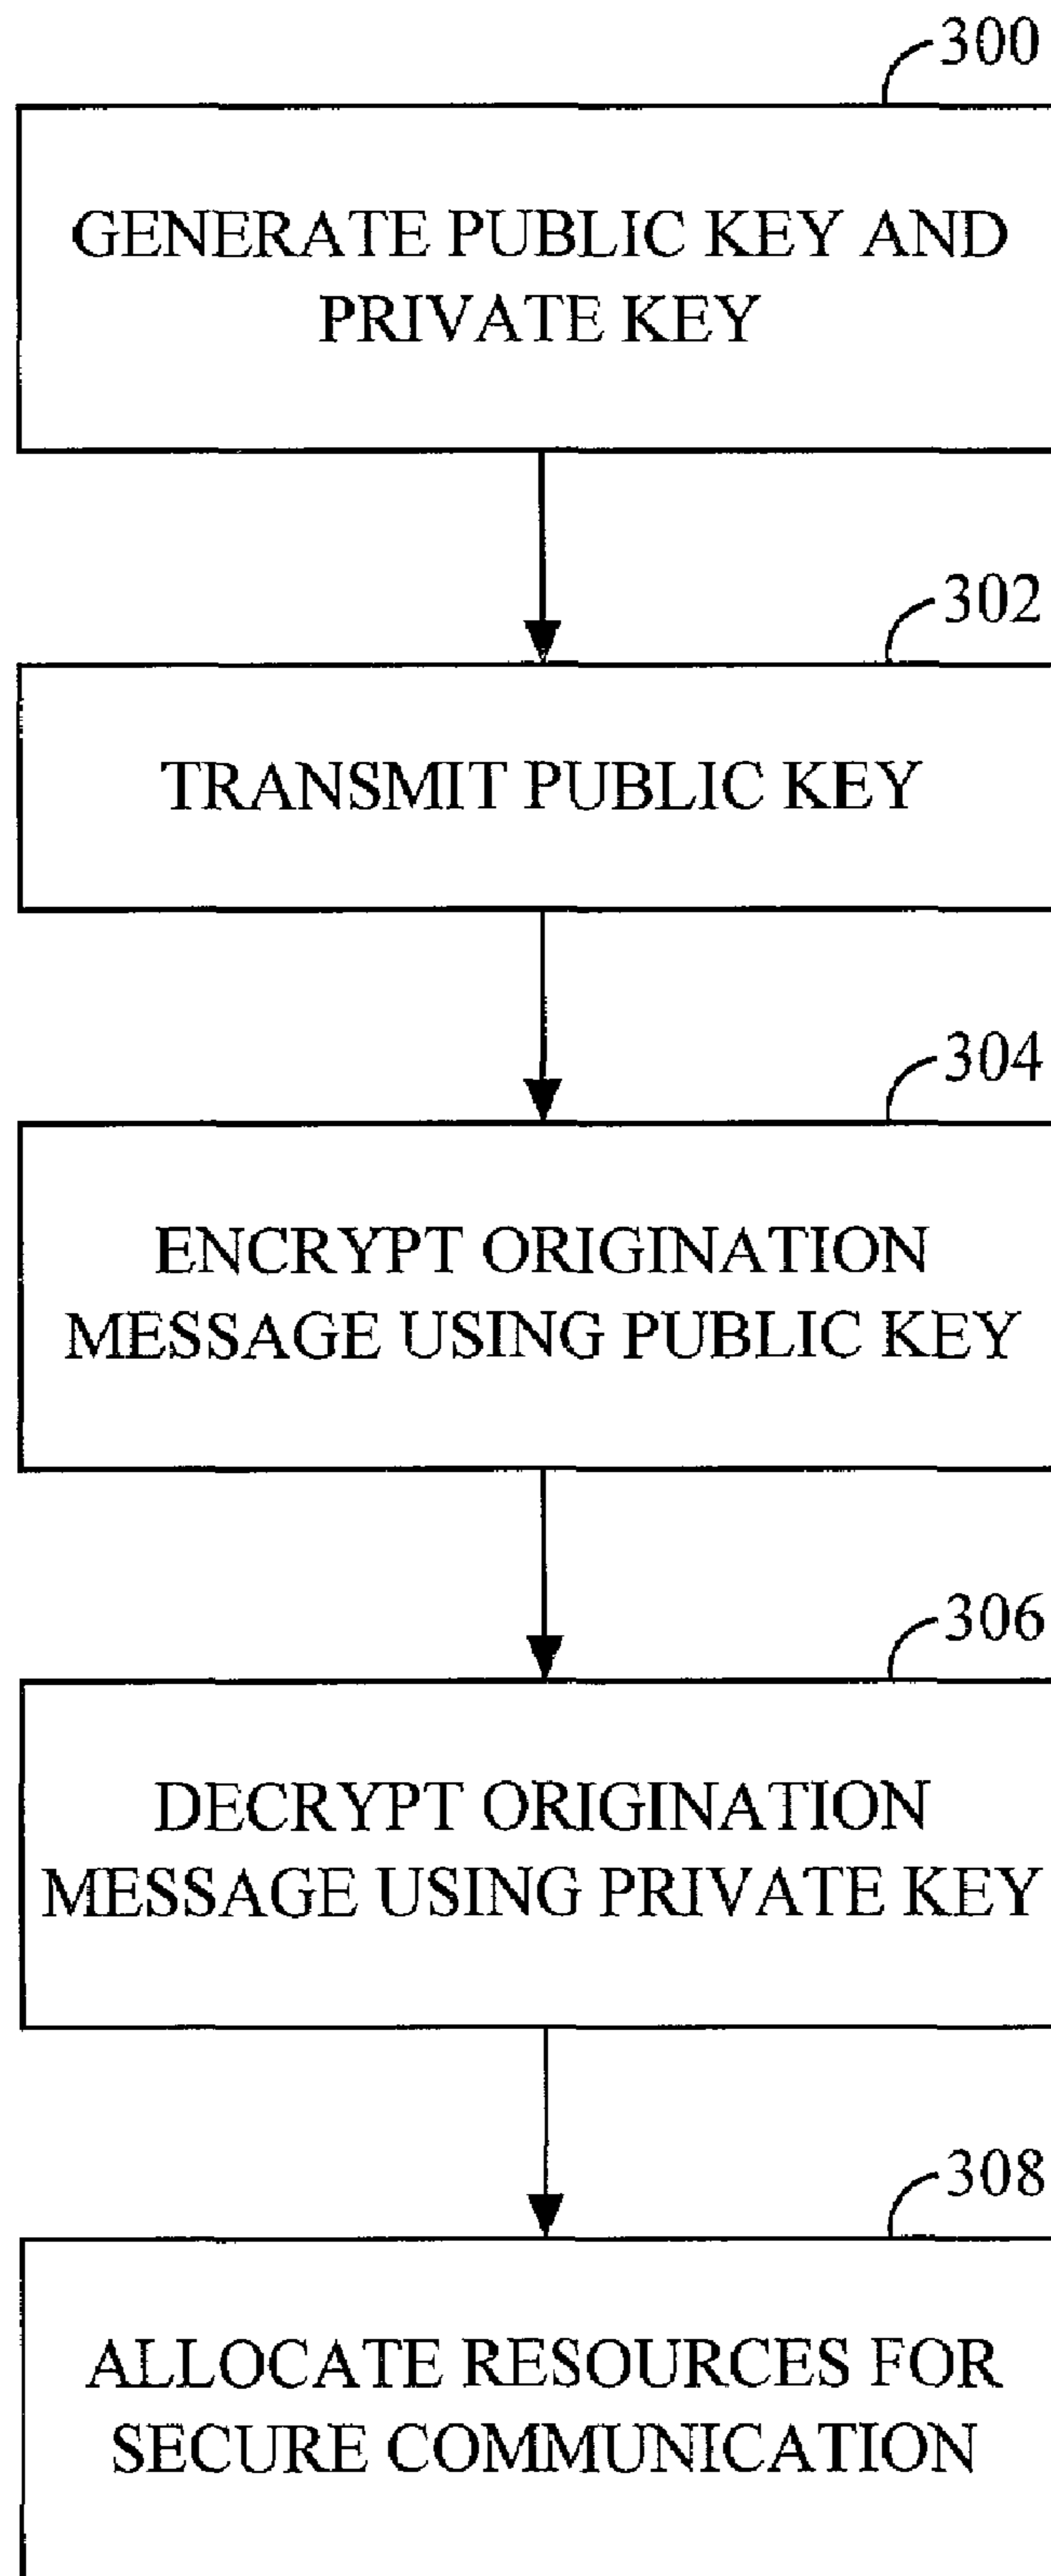 300
GENERATE PUBLIC KEY AND
PRIVATE KEY
302
TRANSMIT PUBLIC KEY
304
ENCRYPT ORIGINATION
MESSAGE USING PUBLIC KEY
306
DECRYPT ORIGINATION
MESSAGE USING PRIVATE KEY
308
ALLOCATE RESOURCES FOR
SECURE COMMUNICATION